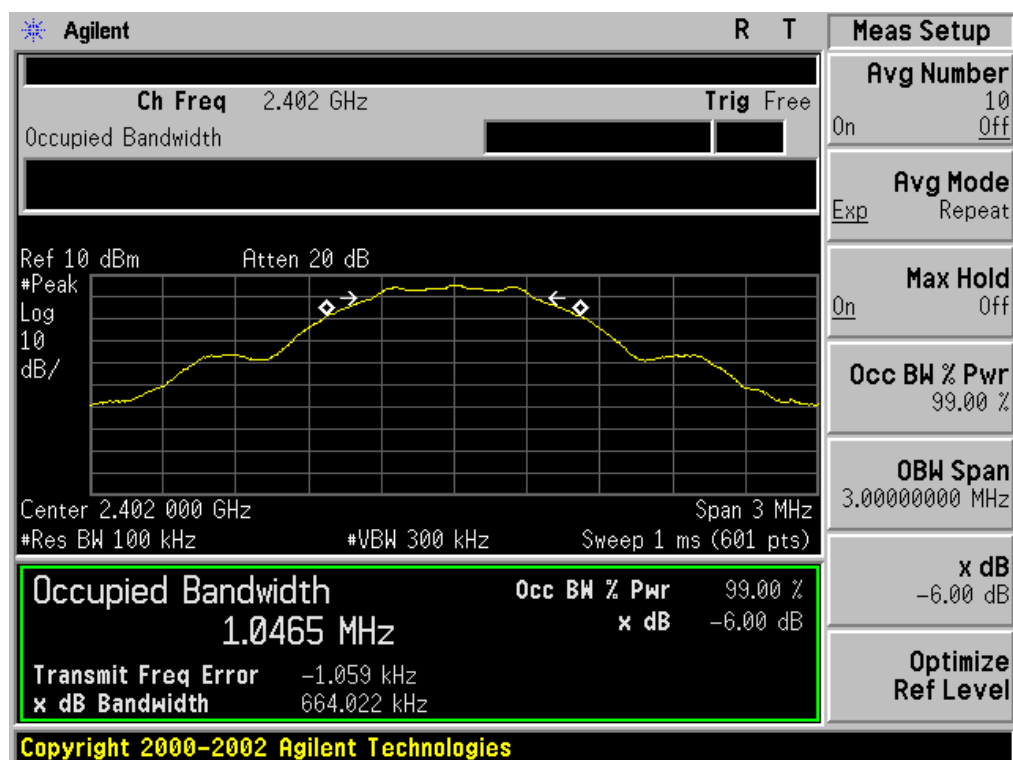 Agilent R T
Meas Setup
Ch Freq 2.402 GHz Trig Free
Occupied Bandwidth
Ref 10 dBm Atten 20 dB
#Peak
Log
10
dB/
Center 2.402 000 GHz Span 3 MHz
#Res BW 100 kHz #VBW 300 kHz Sweep 1 ms (601 pts)
Occupied Bandwidth Occ BW % Pwr 99.00 %
1.0465 MHz x dB -6.00 dB
Transmit Freq Error -1.059 kHz
x dB Bandwidth 664.022 kHz
Copyright 2000-2002 Agilent Technologies
Avg Number
10
On Off
Avg Mode
Exp Repeat
Max Hold
On Off
Occ BW % Pwr
99.00 %
OBW Span
3.00000000 MHz
x dB
-6.00 dB
Optimize
Ref Level